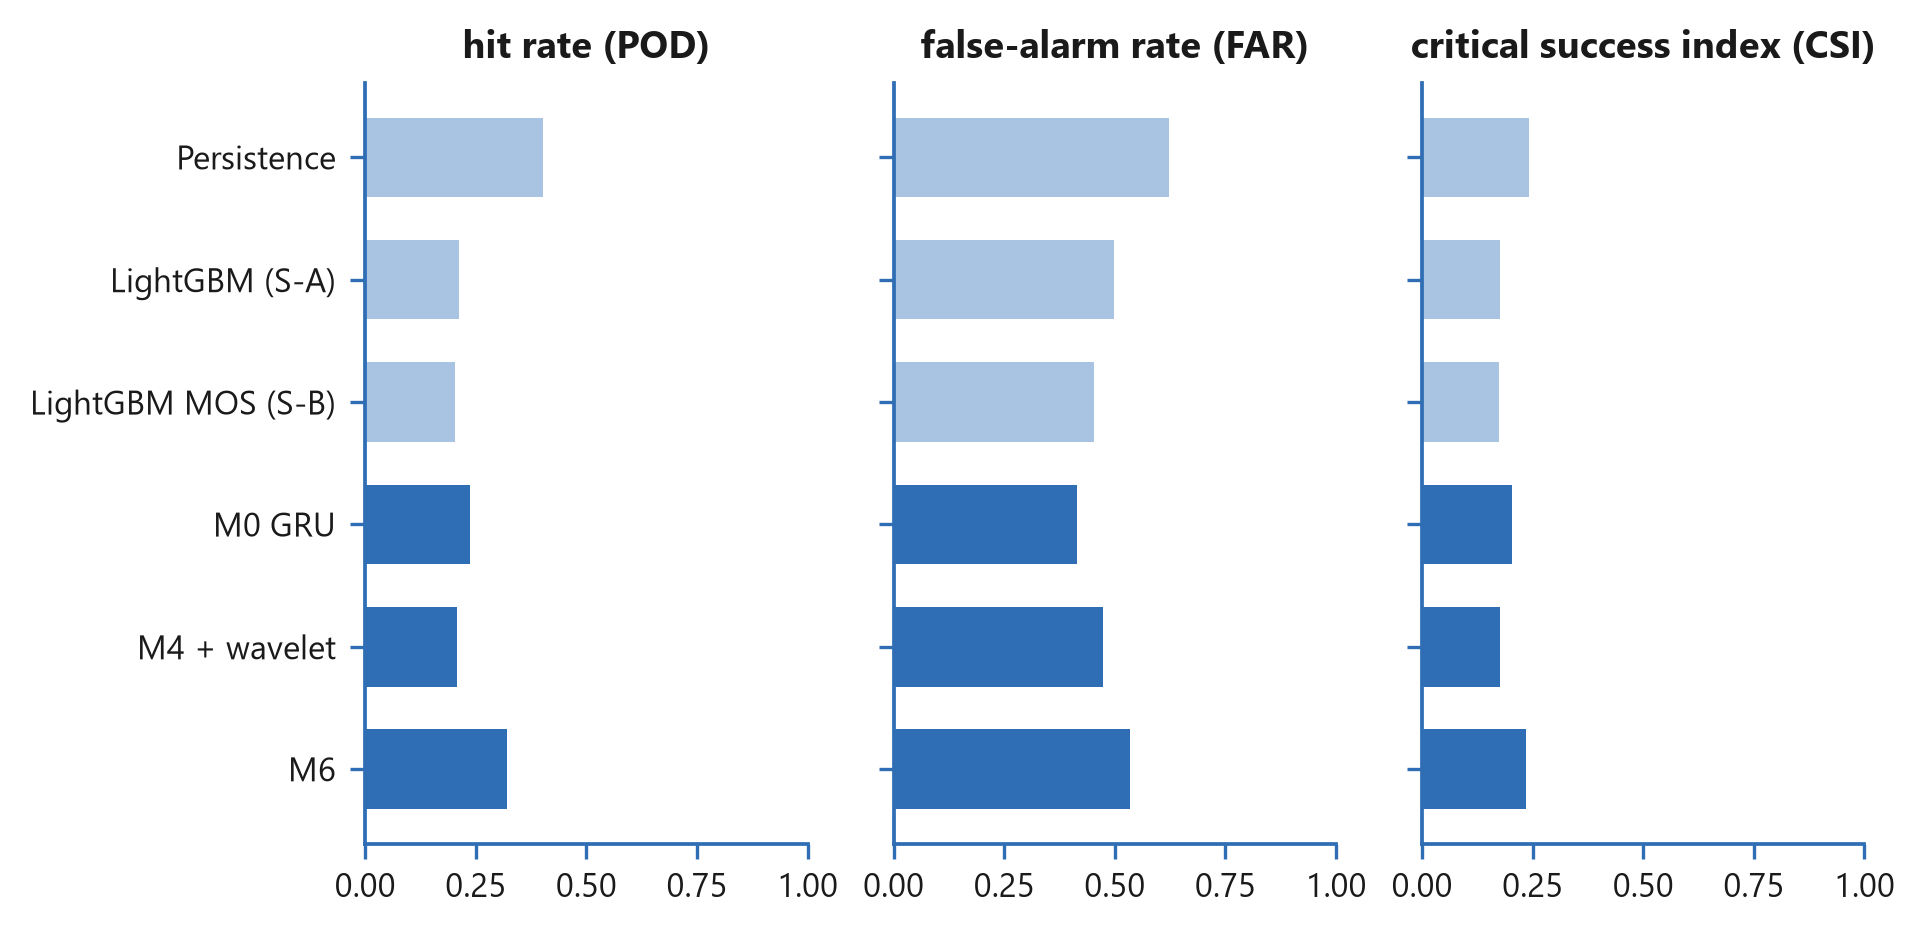 hit rate (POD)
false-alarm rate (FAR)
critical success index (CSI)
Persistence
LightGBM (S-A)
LightGBM MOS (S-B)
M0 GRU
M4 + wavelet
M6
0.00 0.25 0.50 0.75 1.00
0.00 0.25 0.50 0.75 1.00
0.00 0.25 0.50 0.75 1.00